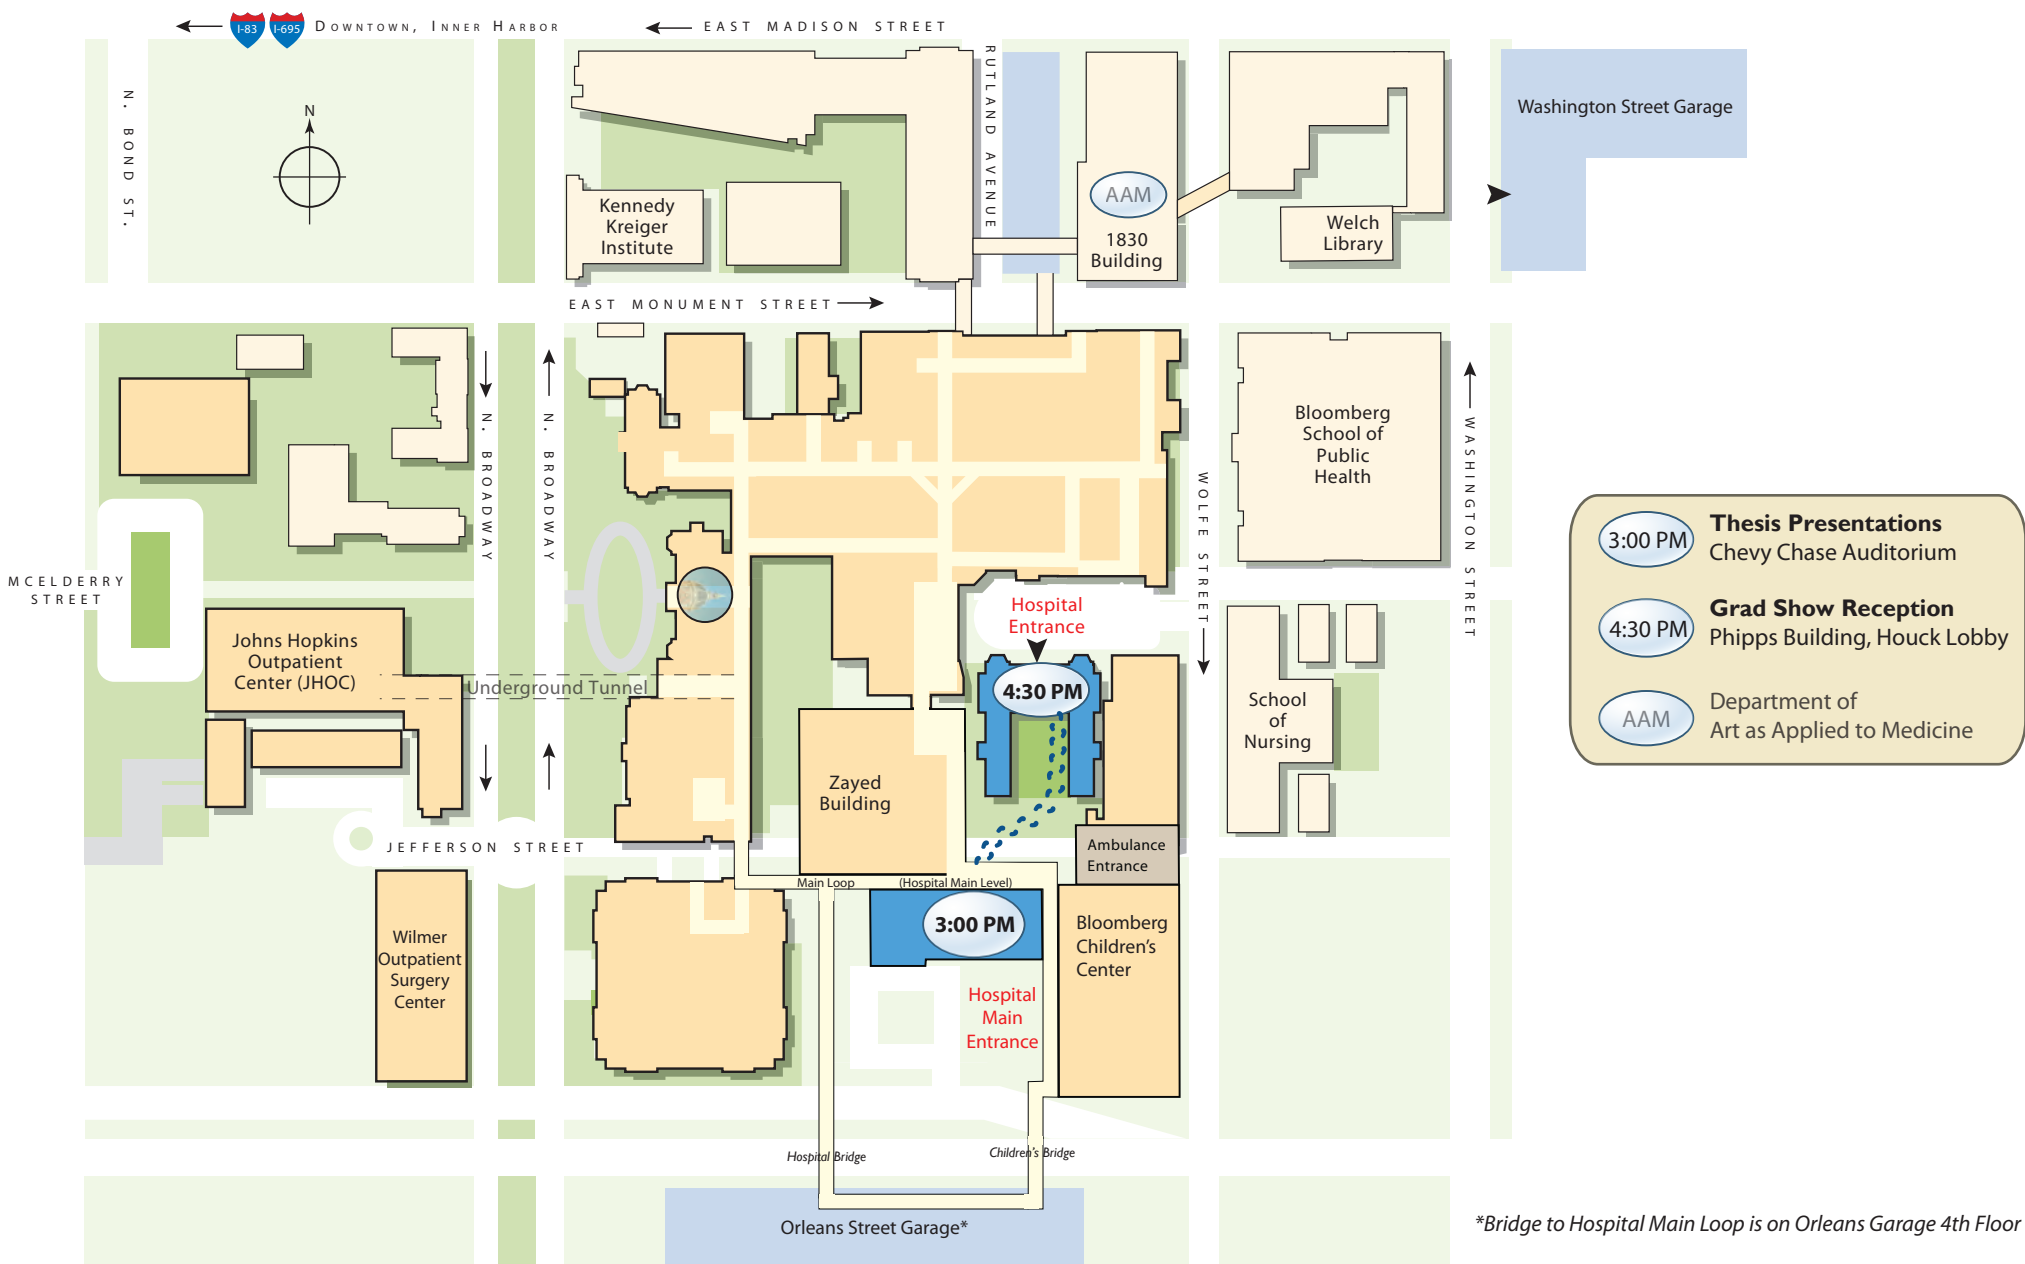 I-83
I-695
Downtown, Inner Harbor
EAST MADISON STREET
N. BOND ST.
N
RUTLAND AVENUE
Washington Street Garage
Kennedy
Kreiger
Institute
AAM
1830
Building
Welch
Library
EAST MONUMENT STREET
N. BROADWAY
N. BROADWAY
Bloomberg
School of
Public
Health
WOLFE STREET
WASHINGTON STREET
MCELDERRY
STREET
3:00 PM
Thesis Presentations
Chevy Chase Auditorium
4:30 PM
Grad Show Reception
Phipps Building, Houck Lobby
AAM
Department of
Art as Applied to Medicine
Hospital
Entrance
Johns Hopkins
Outpatient
Center (JHOC)
Underground Tunnel
4:30 PM
School
of
Nursing
Zayed
Building
JEFFERSON STREET
Ambulance
Entrance
Main Loop
(Hospital Main Level)
3:00 PM
Bloomberg
Children's
Center
Wilmer
Outpatient
Surgery
Center
Hospital
Main
Entrance
Hospital Bridge
Children's Bridge
Orleans Street Garage*
*Bridge to Hospital Main Loop is on Orleans Garage 4th Floor